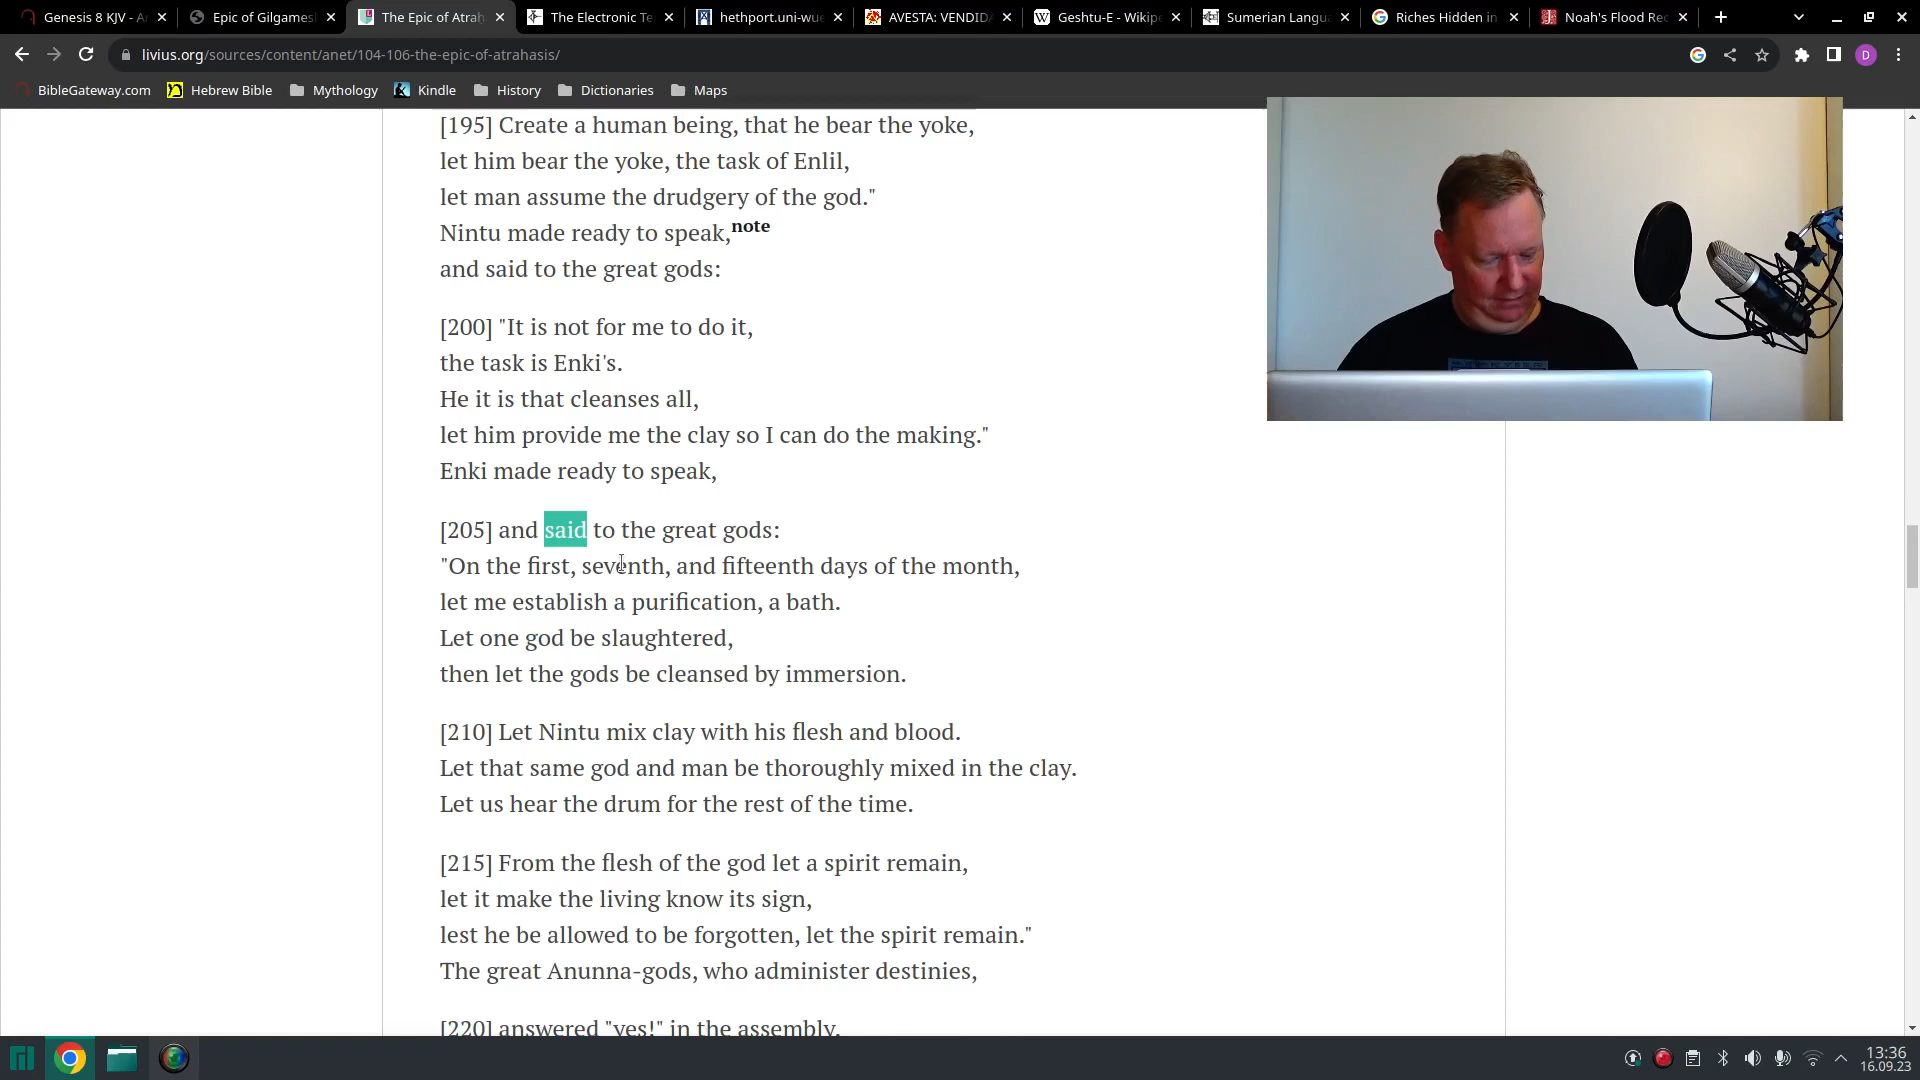 Genesis 8 KJV - A
Epic of Gilgames
The Epic of Atrah
The Electronic Te
hethport.uni-wue
AVESTA: VENDID
Geshtu-E - Wikip
Sumerian Langu
Riches Hidden in
Noah's Flood Re
livius.org/sources/content/anet/104-106-the-epic-of-atrahasis/
D
BibleGateway.com
Hebrew Bible
Mythology
Kindle
History
Dictionaries
Maps
[195] Create a human being, that he bear the yoke,
let him bear the yoke, the task of Enlil,
let man assume the drudgery of the god."
Nintu made ready to speak,note
and said to the great gods:
[200] "It is not for me to do it,
the task is Enki's.
He it is that cleanses all,
let him provide me the clay so I can do the making."
Enki made ready to speak,
[205] and said to the great gods:
"On the first, seventh, and fifteenth days of the month,
let me establish a purification, a bath.
Let one god be slaughtered,
then let the gods be cleansed by immersion.
[210] Let Nintu mix clay with his flesh and blood.
Let that same god and man be thoroughly mixed in the clay.
Let us hear the drum for the rest of the time.
[215] From the flesh of the god let a spirit remain,
let it make the living know its sign,
lest he be allowed to be forgotten, let the spirit remain."
The great Anunna-gods, who administer destinies,
[220] answered "yes!" in the assembly.
13:36
16.09.23